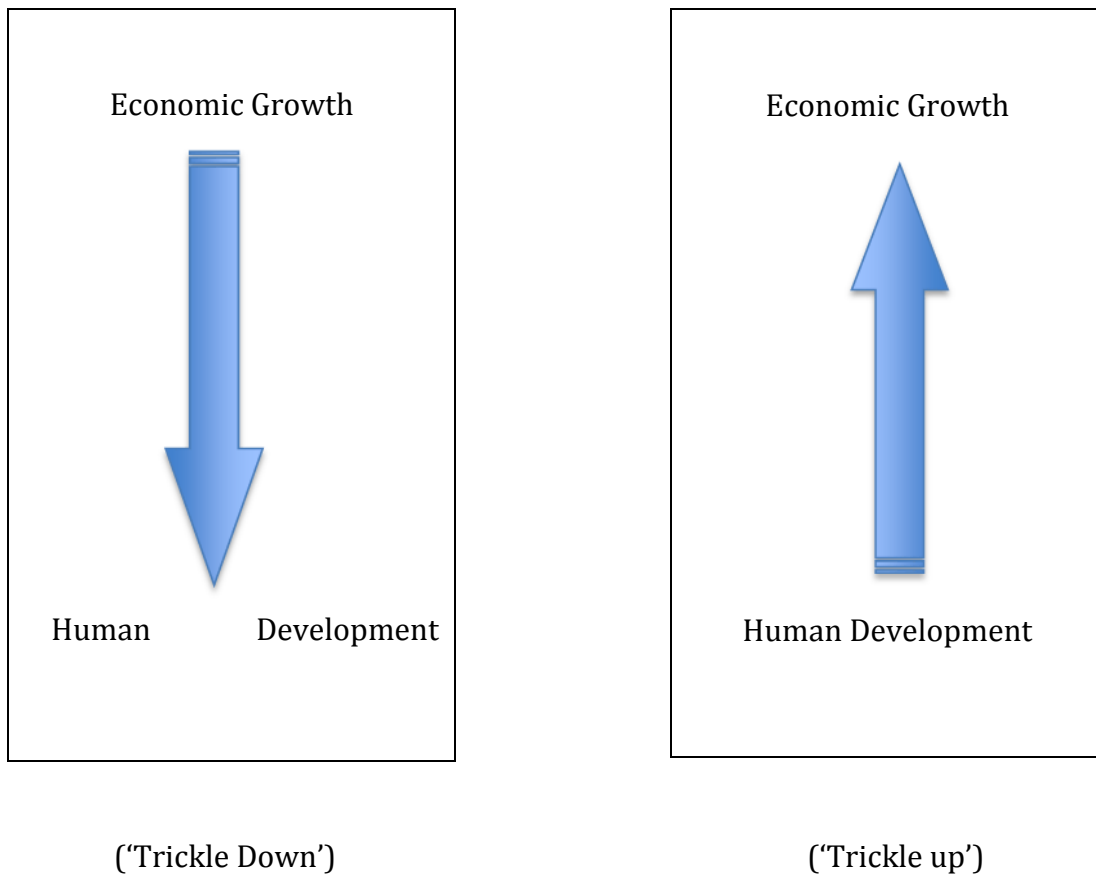 Economic Growth
Human Development
(‘Trickle Down’)
Economic Growth
Human Development
(‘Trickle up’)